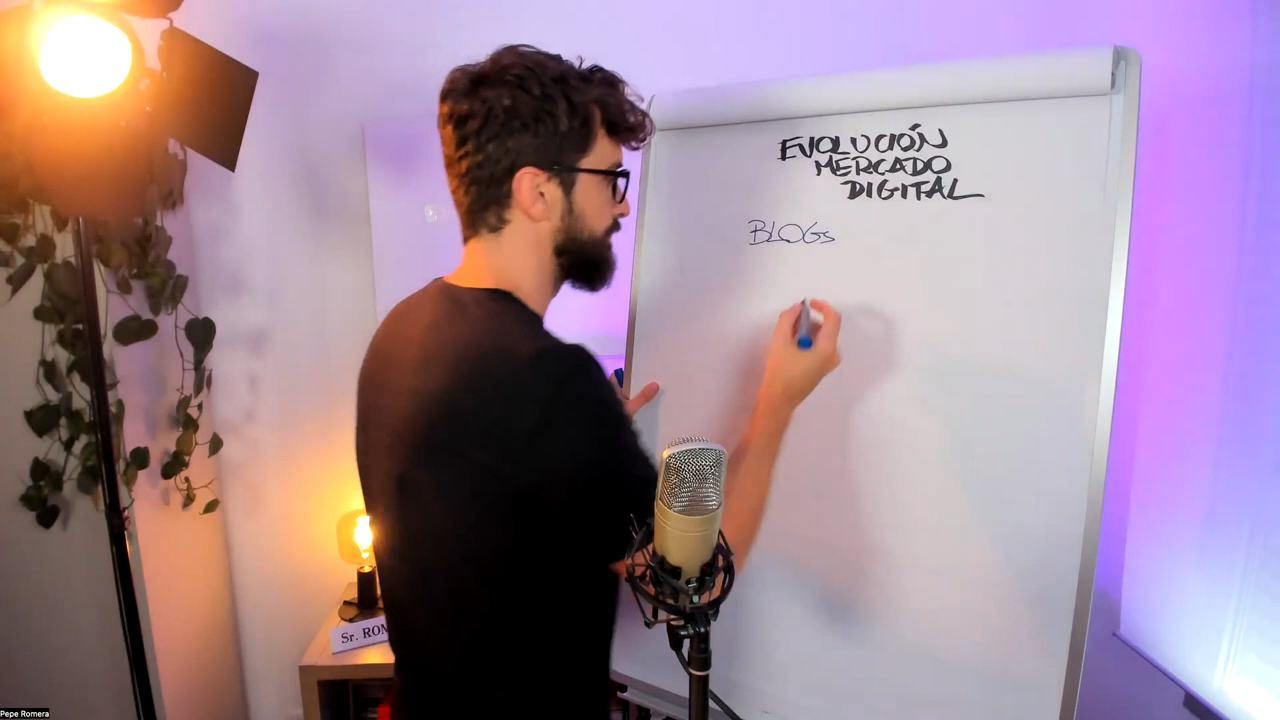 EVOLUCIÓN
MERCADO
DIGITAL
BLOGs
Sr. ROM
Pepe Romera